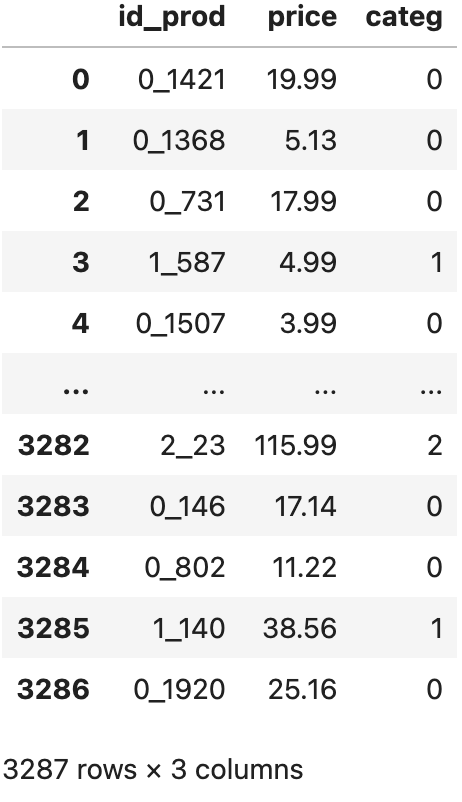 id_prod price categ
0 0_1421 19.99 0
1 0_1368 5.13 0
2 0_731 17.99 0
3 1_587 4.99 1
4 0_1507 3.99 0
... ... ... ...
3282 2_23 115.99 2
3283 0_146 17.14 0
3284 0_802 11.22 0
3285 1_140 38.56 1
3286 0_1920 25.16 0
3287 rows × 3 columns